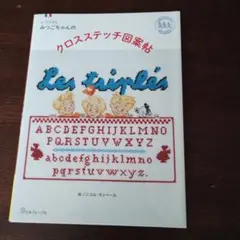 みつごちゃんの
クロスステッチ図案帖
Les triplés
ABCDEFGHIJKLMNO
PQRSTUVWXYZ
abcdefghijklmno
pqrstuvwxyz